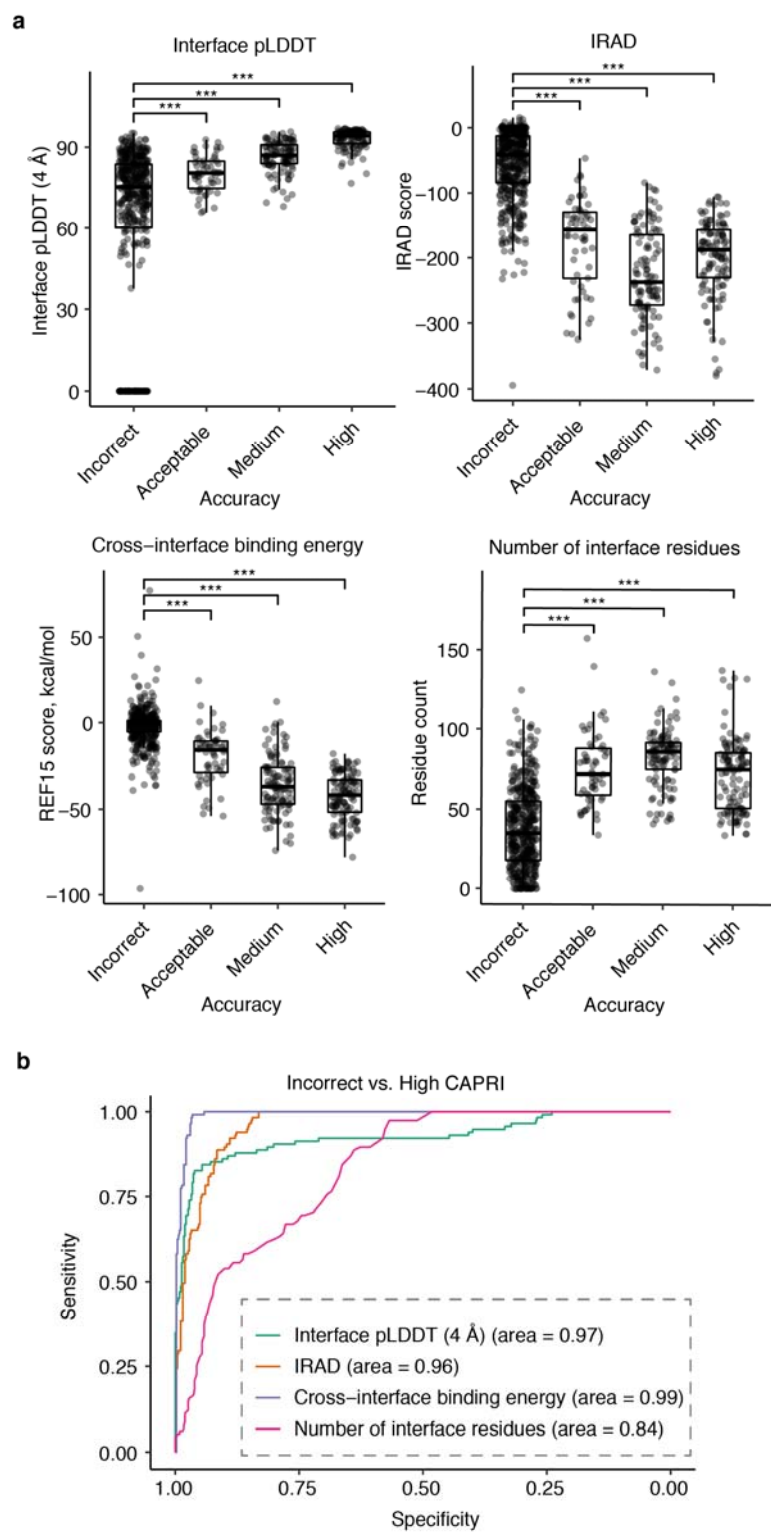 a
Interface pLDDT
***
***
***
90
60
30
0
Interface pLDDT (4 Å)
Incorrect
Acceptable
Medium
High
Accuracy
IRAD
***
***
***
0
−100
−200
−300
−400
IRAD score
Incorrect
Acceptable
Medium
High
Accuracy
Cross−interface binding energy
***
***
***
50
0
−50
−100
REF15 score, kcal/mol
Incorrect
Acceptable
Medium
High
Accuracy
Number of interface residues
***
***
***
150
100
50
0
Residue count
Incorrect
Acceptable
Medium
High
Accuracy
b
Incorrect vs. High CAPRI
1.00
0.75
0.50
0.25
0.00
Sensitivity
Interface pLDDT (4 Å) (area = 0.97)
IRAD (area = 0.96)
Cross−interface binding energy (area = 0.99)
Number of interface residues (area = 0.84)
1.00 0.75 0.50 0.25 0.00
Specificity